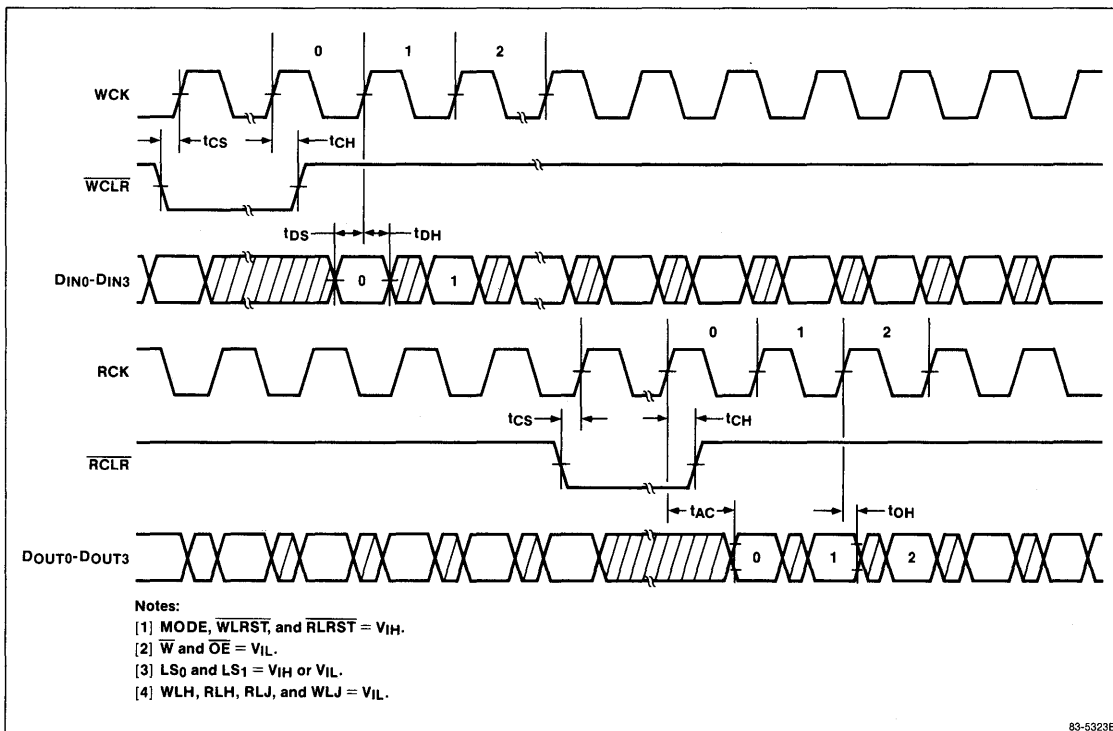 0 1 2
WCK
tCS tCH
WCLR
tDS tDH
DIN0-DIN3
0 1
0 1 2
RCK
tCS tCH
RCLR
tAC tOH
DOUT0-DOUT3
0 1 2
Notes:
[1] MODE, WLRST, and RLRST = VIH.
[2] W and OE = VIL.
[3] LS0 and LS1 = VIH or VIL.
[4] WLH, RLH, RLJ, and WLJ = VIL.
83-5323B